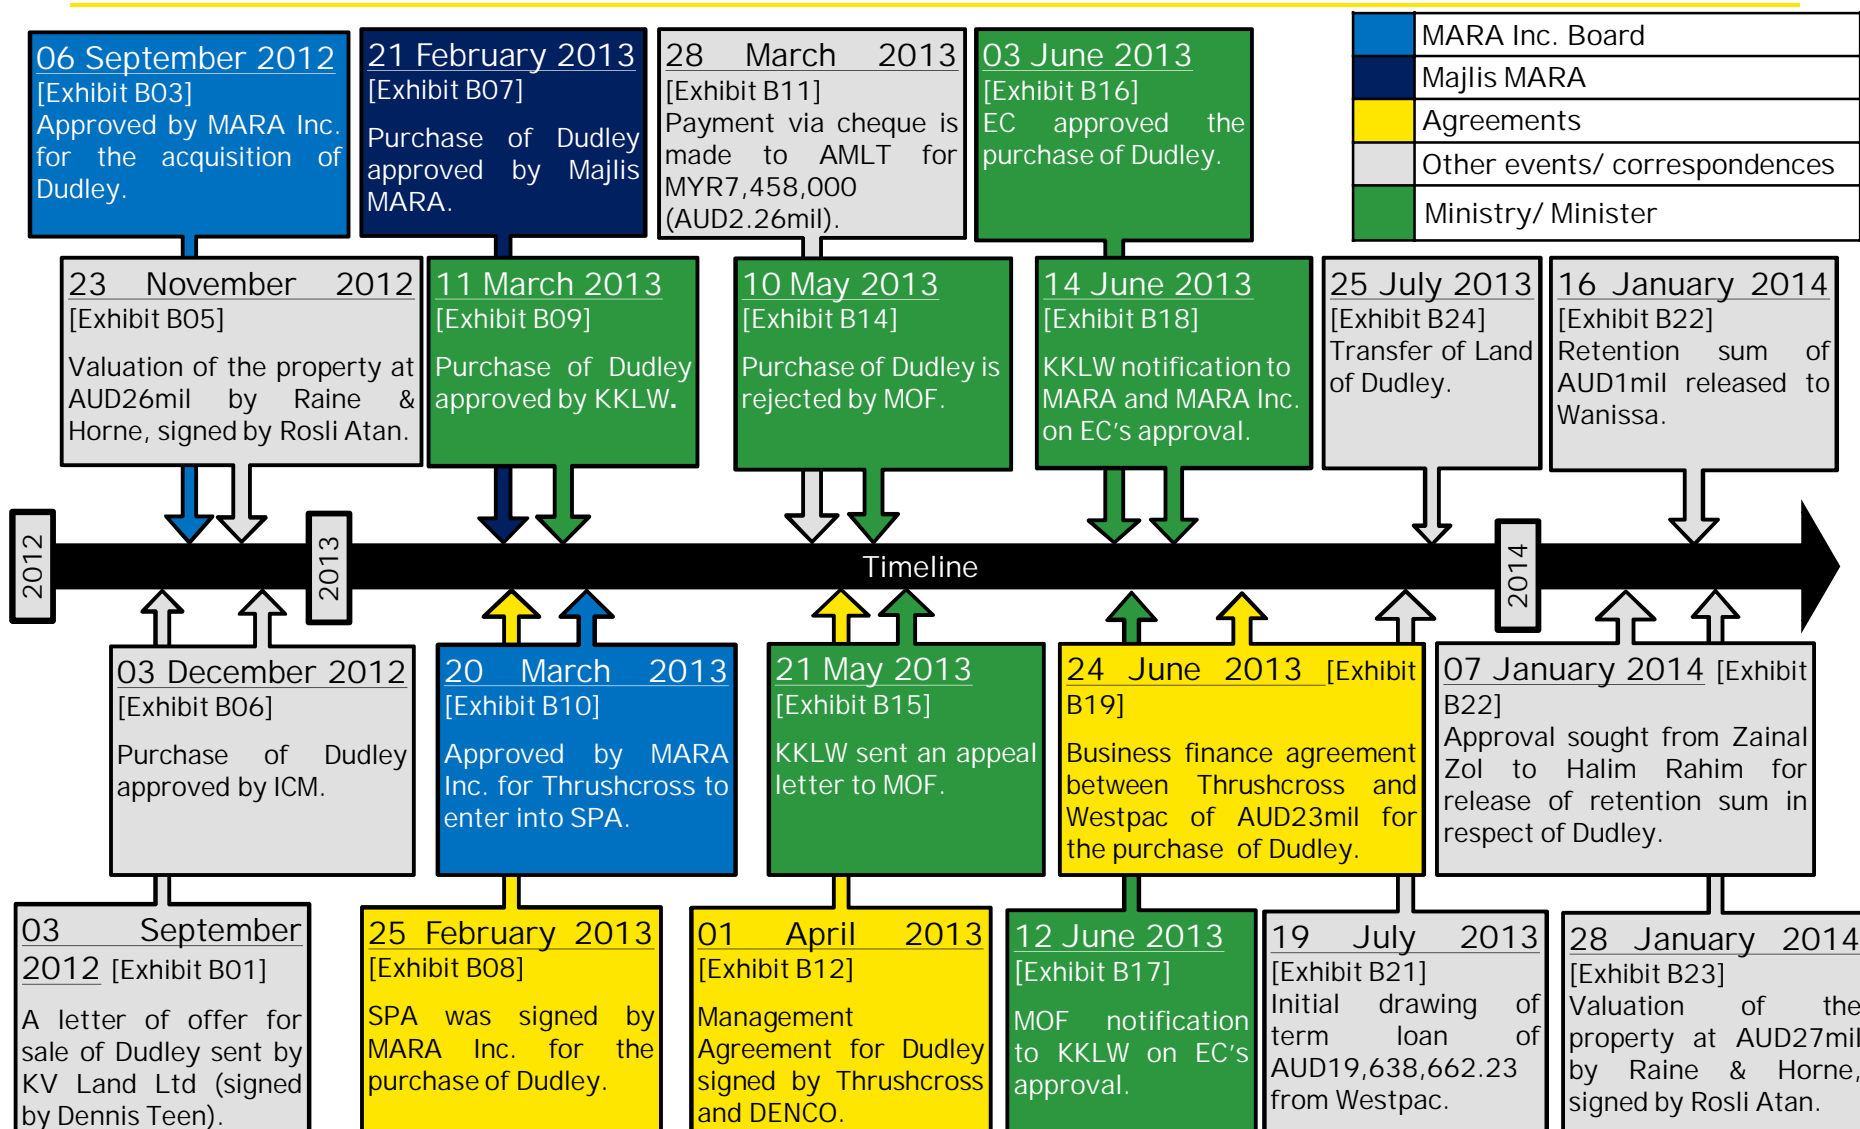 06 September 2012
[Exhibit B03]
Approved by MARA Inc.
for the acquisition of
Dudley.
21 February 2013
[Exhibit B07]
Purchase of Dudley
approved by Majlis
MARA.
28 March 2013
[Exhibit B11]
Payment via cheque is
made to AMLT for
MYR7,458,000
(AUD2.26mil).
03 June 2013
[Exhibit B16]
EC approved the
purchase of Dudley.
MARA Inc. Board
Majlis MARA
Agreements
Other events/ correspondences
Ministry/ Minister
23 November 2012
[Exhibit B05]
Valuation of the property at
AUD26mil by Raine &
Horne, signed by Rosli Atan.
11 March 2013
[Exhibit B09]
Purchase of Dudley
approved by KKLW.
10 May 2013
[Exhibit B14]
Purchase of Dudley is
rejected by MOF.
14 June 2013
[Exhibit B18]
KKLW notification to
MARA and MARA Inc.
on EC's approval.
25 July 2013
[Exhibit B24]
Transfer of Land
of Dudley.
16 January 2014
[Exhibit B22]
Retention sum of
AUD1mil released to
Wanissa.
2012
2013
Timeline
2014
03 December 2012
[Exhibit B06]
Purchase of Dudley
approved by ICM.
20 March 2013
[Exhibit B10]
Approved by MARA
Inc. for Thrushcross to
enter into SPA.
21 May 2013
[Exhibit B15]
KKLW sent an appeal
letter to MOF.
24 June 2013 [Exhibit
B19]
Business finance agreement
between Thrushcross and
Westpac of AUD23mil for
the purchase of Dudley.
07 January 2014 [Exhibit
B22]
Approval sought from Zainal
Zol to Halim Rahim for
release of retention sum in
respect of Dudley.
03 September
2012 [Exhibit B01]
A letter of offer for
sale of Dudley sent by
KV Land Ltd (signed
by Dennis Teen).
25 February 2013
[Exhibit B08]
SPA was signed by
MARA Inc. for the
purchase of Dudley.
01 April 2013
[Exhibit B12]
Management
Agreement for Dudley
signed by Thrushcross
and DENCO.
12 June 2013
[Exhibit B17]
MOF notification
to KKLW on EC's
approval.
19 July 2013
[Exhibit B21]
Initial drawing of
term loan of
AUD19,638,662.23
from Westpac.
28 January 2014
[Exhibit B23]
Valuation of the
property at AUD27mil
by Raine & Horne,
signed by Rosli Atan.